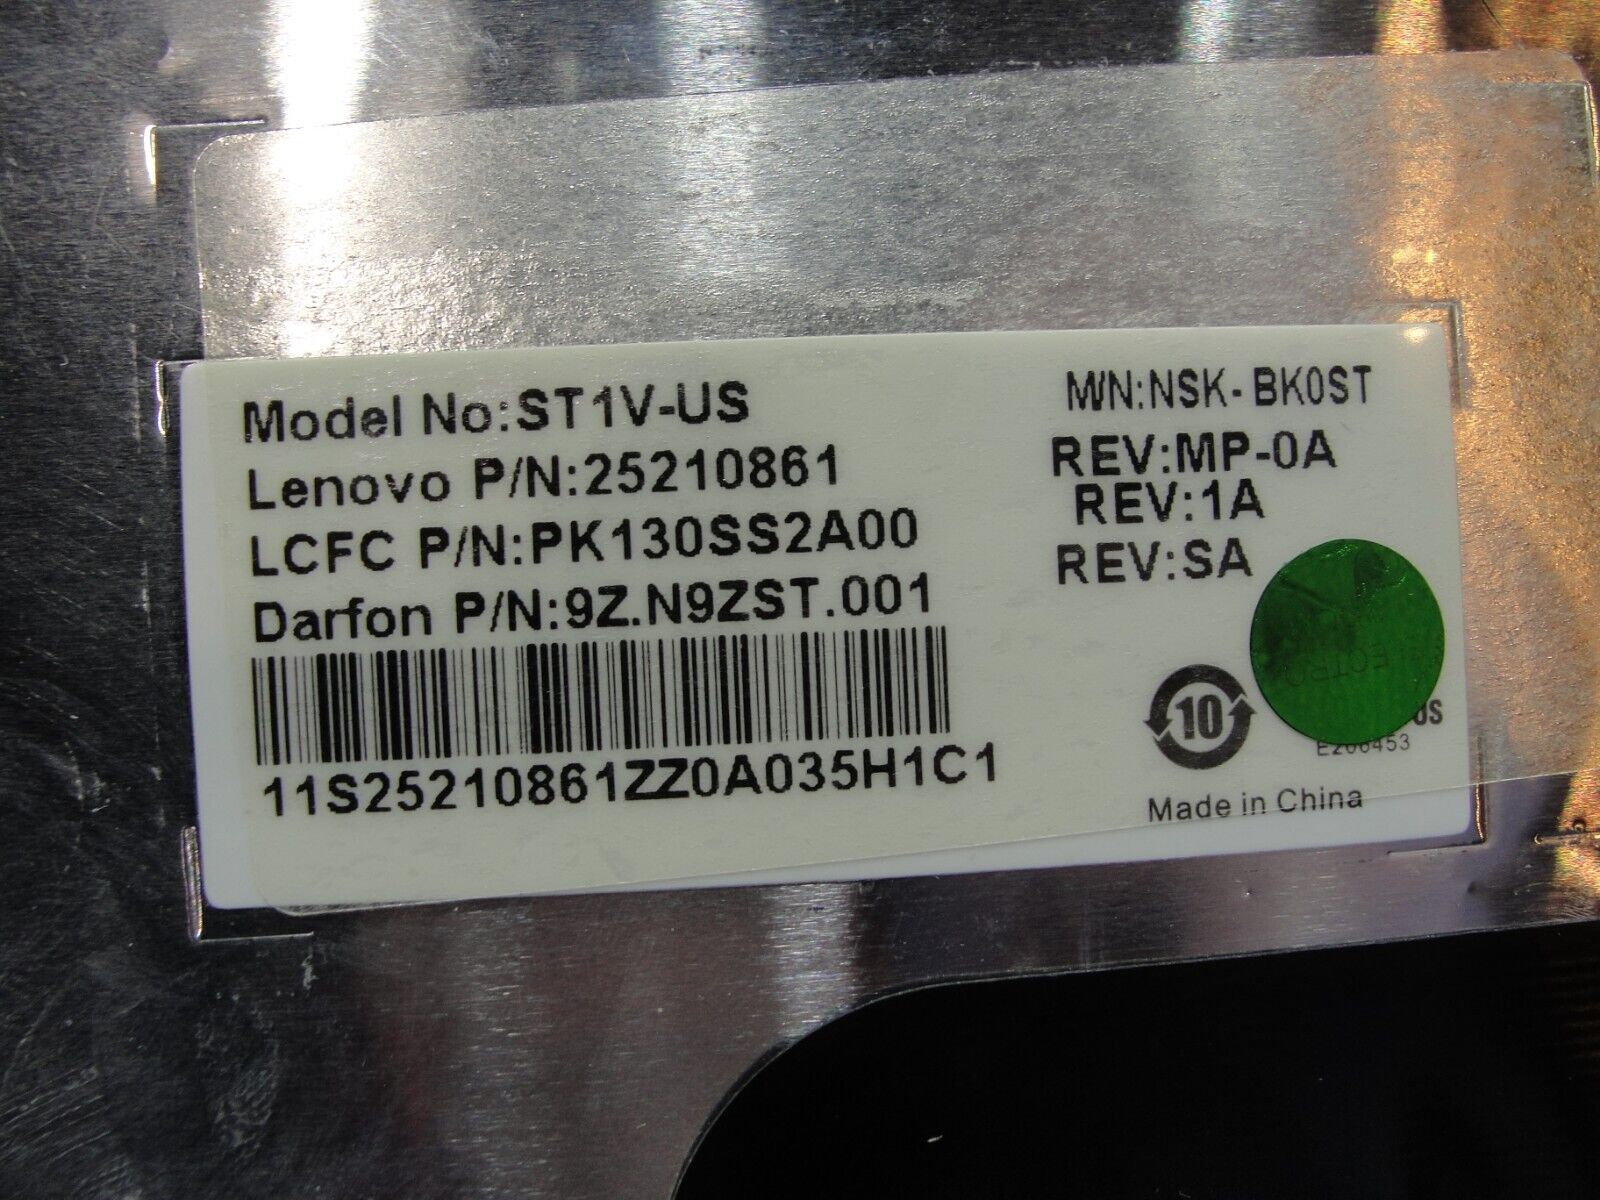 Model No:ST1V-US
M/N:NSK-BK0ST
Lenovo P/N:25210861
REV:MP-0A
LCFC P/N:PK130SS2A00
REV:1A
Darfon P/N:9Z.N9ZST.001
REV:SA
11S25210861ZZ0A035H1C1
10
US
E206453
Made in China